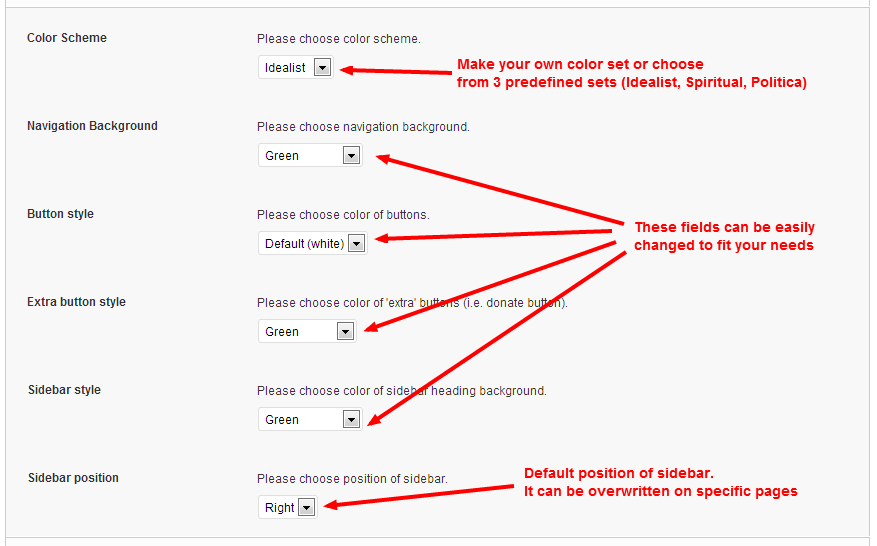 Color Scheme
Please choose color scheme.
Idealist
Make your own color set or choose
from 3 predefined sets (Idealist, Spiritual, Politica)
Navigation Background
Please choose navigation background.
Green
Button style
Please choose color of buttons.
Default (white)
These fields can be easily
changed to fit your needs
Extra button style
Please choose color of 'extra' buttons (i.e. donate button).
Green
Sidebar style
Please choose color of sidebar heading background.
Green
Sidebar position
Please choose position of sidebar.
Right
Default position of sidebar.
It can be overwritten on specific pages